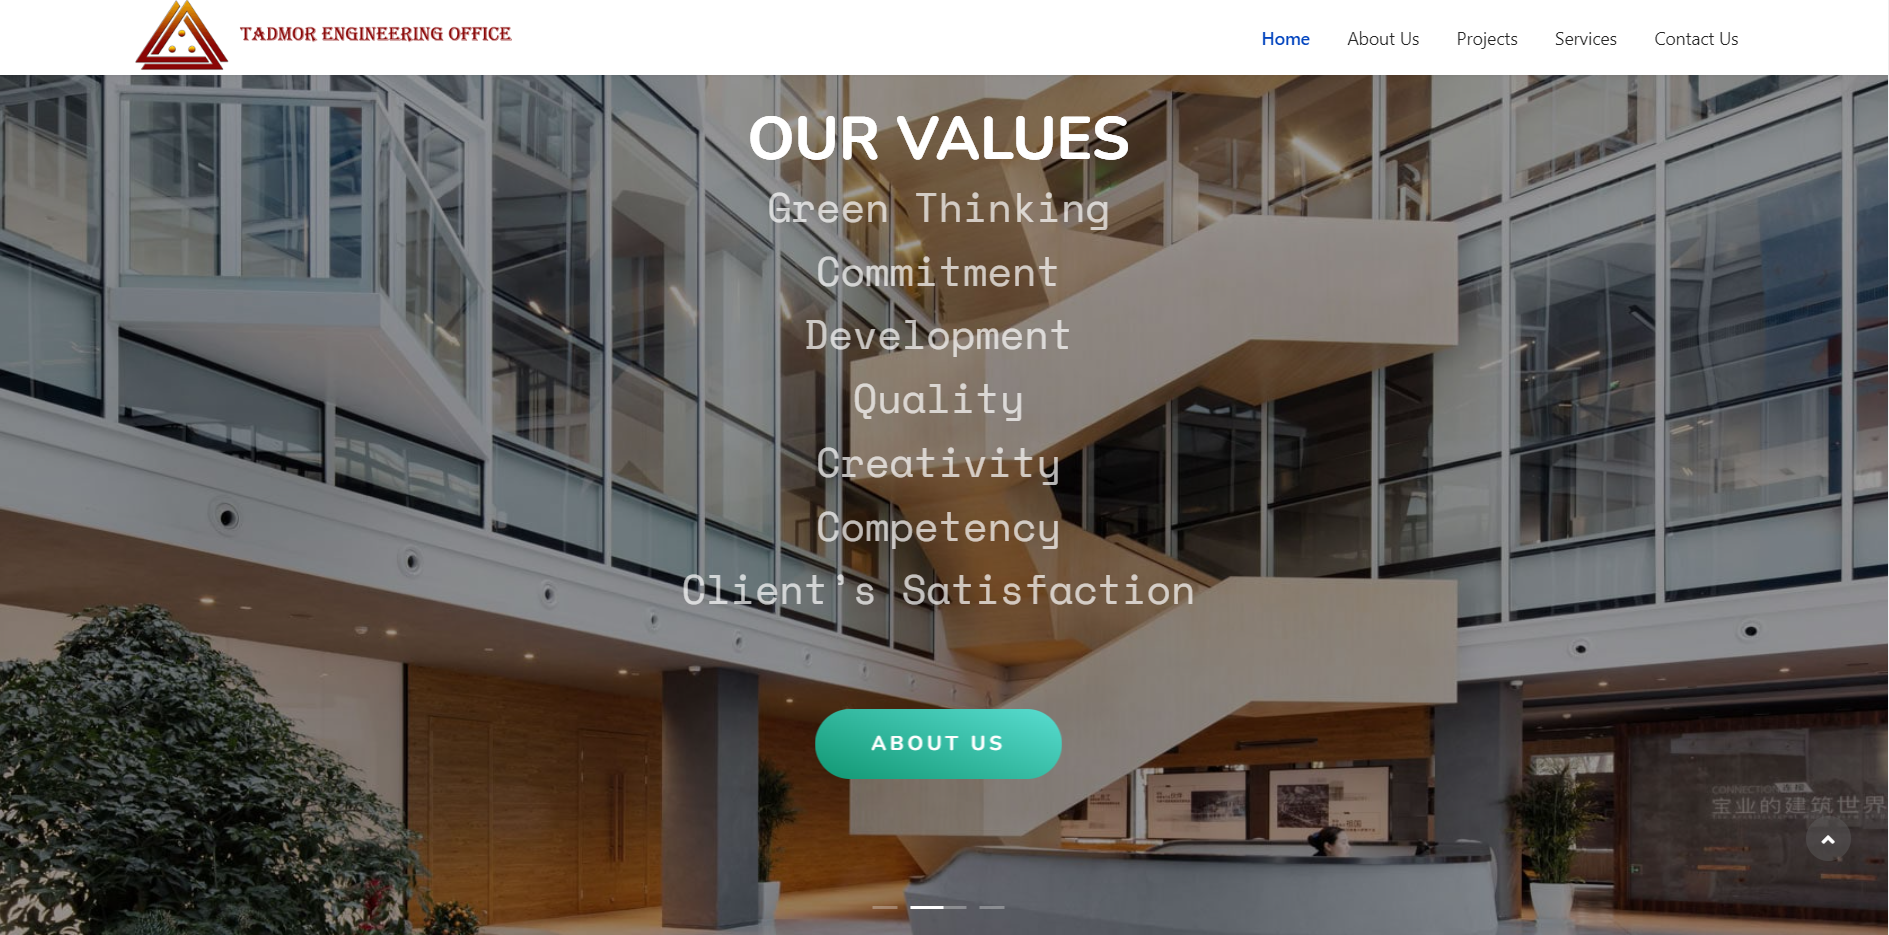 TADMOR ENGINEERING OFFICE
Home
About Us
Projects
Services
Contact Us
OUR VALUES
Green Thinking
Commitment
Development
Quality
Creativity
Competency
Client's Satisfaction
ABOUT US
CONNECTION
宝业的建筑世界